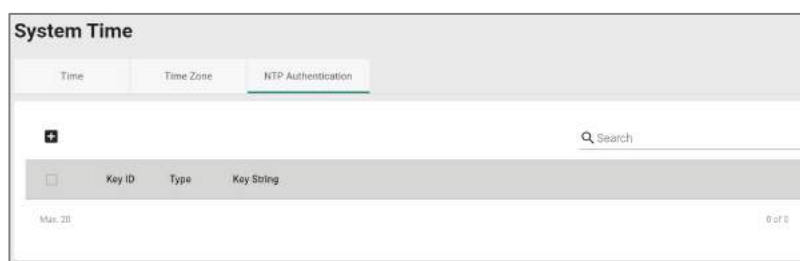 System Time
Time Time Zone NTP Authentication
Search
Key ID Type Key String
Max. 20 0 of 0